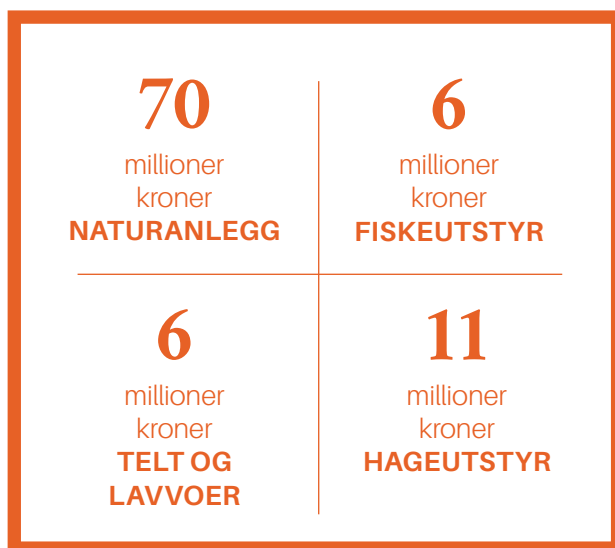 70
millioner
kroner
NATURANLEGG
6
millioner
kroner
FISKEUTSTYR
6
millioner
kroner
TELT OG
LAVVOER
11
millioner
kroner
HAGEUTSTYR